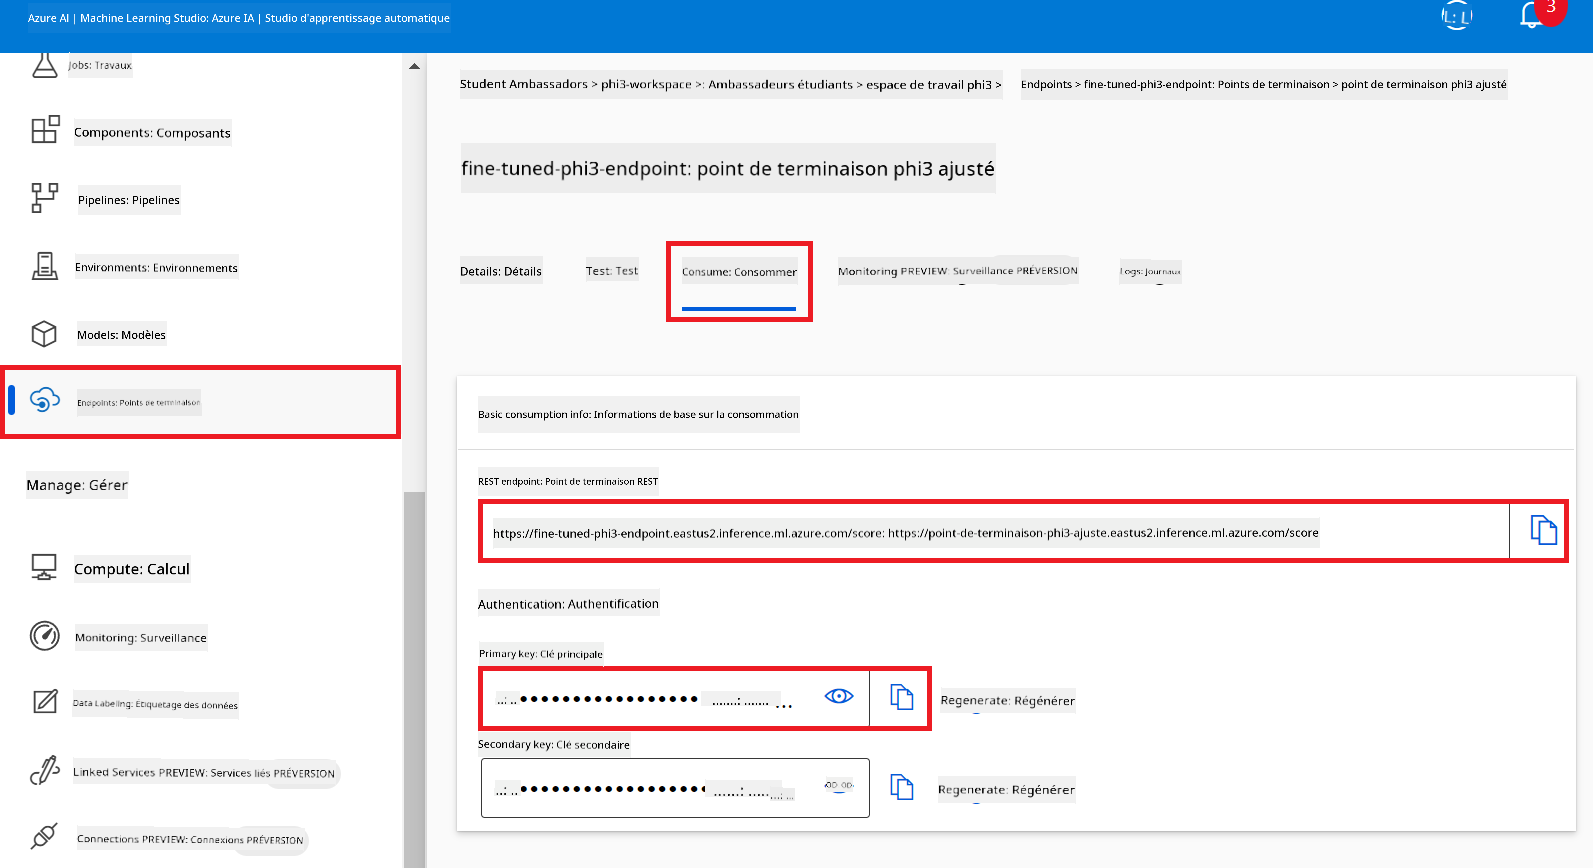 Azure AI | Machine Learning Studio: Azure IA | Studio d'apprentissage automatique
3
Jobs: Travaux
Components: Composants
Pipelines: Pipelines
Environments: Environnements
Models: Modèles
Endpoints: Points de terminaison
Manage: Gérer
Compute: Calcul
Monitoring: Surveillance
Data Labeling: Étiquetage des données
Linked Services PREVIEW: Services liés PRÉVERSION
Connections PREVIEW: Connexions PRÉVERSION
Student Ambassadors > phi3-workspace >: Ambassadeurs étudiants > espace de travail phi3 > Endpoints > fine-tuned-phi3-endpoint: Points de terminaison > point de terminaison phi3 ajusté
fine-tuned-phi3-endpoint: point de terminaison phi3 ajusté
Details: Détails Test: Test Consume: Consommer Monitoring PREVIEW: Surveillance PRÉVERSION Logs: Journaux
Basic consumption info: Informations de base sur la consommation
REST endpoint: Point de terminaison REST
https://fine-tuned-phi3-endpoint.eastus2.inference.ml.azure.com/score: https://point-de-terminaison-phi3-ajuste.eastus2.inference.ml.azure.com/score
Authentication: Authentification
Primary key: Clé principale
Regenerate: Régénérer
Secondary key: Clé secondaire
Regenerate: Régénérer